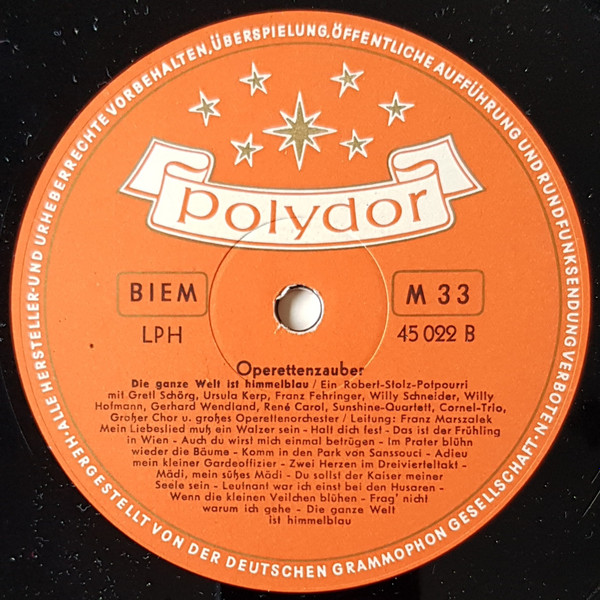 ALLE HERSTELLER- UND URHEBERRECHTE VORBEHALTEN, ÜBERSPIELUNG, ÖFFENTLICHE AUFFÜHRUNG UND RUNDFUNKSENDUNG VERBOTEN·
polydor
BIEM
M 33
LPH
45 022 B
Operettenzauber
Die ganze Welt ist himmelblau / Ein Robert-Stolz-Potpourri
mit Gretl Schörg, Ursula Kerp, Franz Fehringer, Willy Schneider, Willy
Hofmann, Gerhard Wendland, René Carol, Sunshine-Quartett, Cornel-Trio,
Großer Chor u. großes Operettenorchester / Leitung: Franz Marszalek
Mein Liebeslied muß ein Walzer sein - Hall dich fest - Das ist der Frühling
in Wien - Auch du wirst mich einmal betrügen - Im Prater blühn
wieder die Bäume - Komm in den Park von Sanssouci - Adieu
mein kleiner Gardeoffizier - Zwei Herzen im Dreivierteltakt -
Mädi, mein süßes Mädi - Du sollst der Kaiser meiner
Seele sein - Leutnant war ich einst bei den Husaren -
Wenn die kleinen Veilchen blühen - Frag' nicht
warum ich gehe - Die ganze Welt
ist himmelblau
·HERGESTELLT VON DER DEUTSCHEN GRAMMOPHON GESELLSCHAFT·